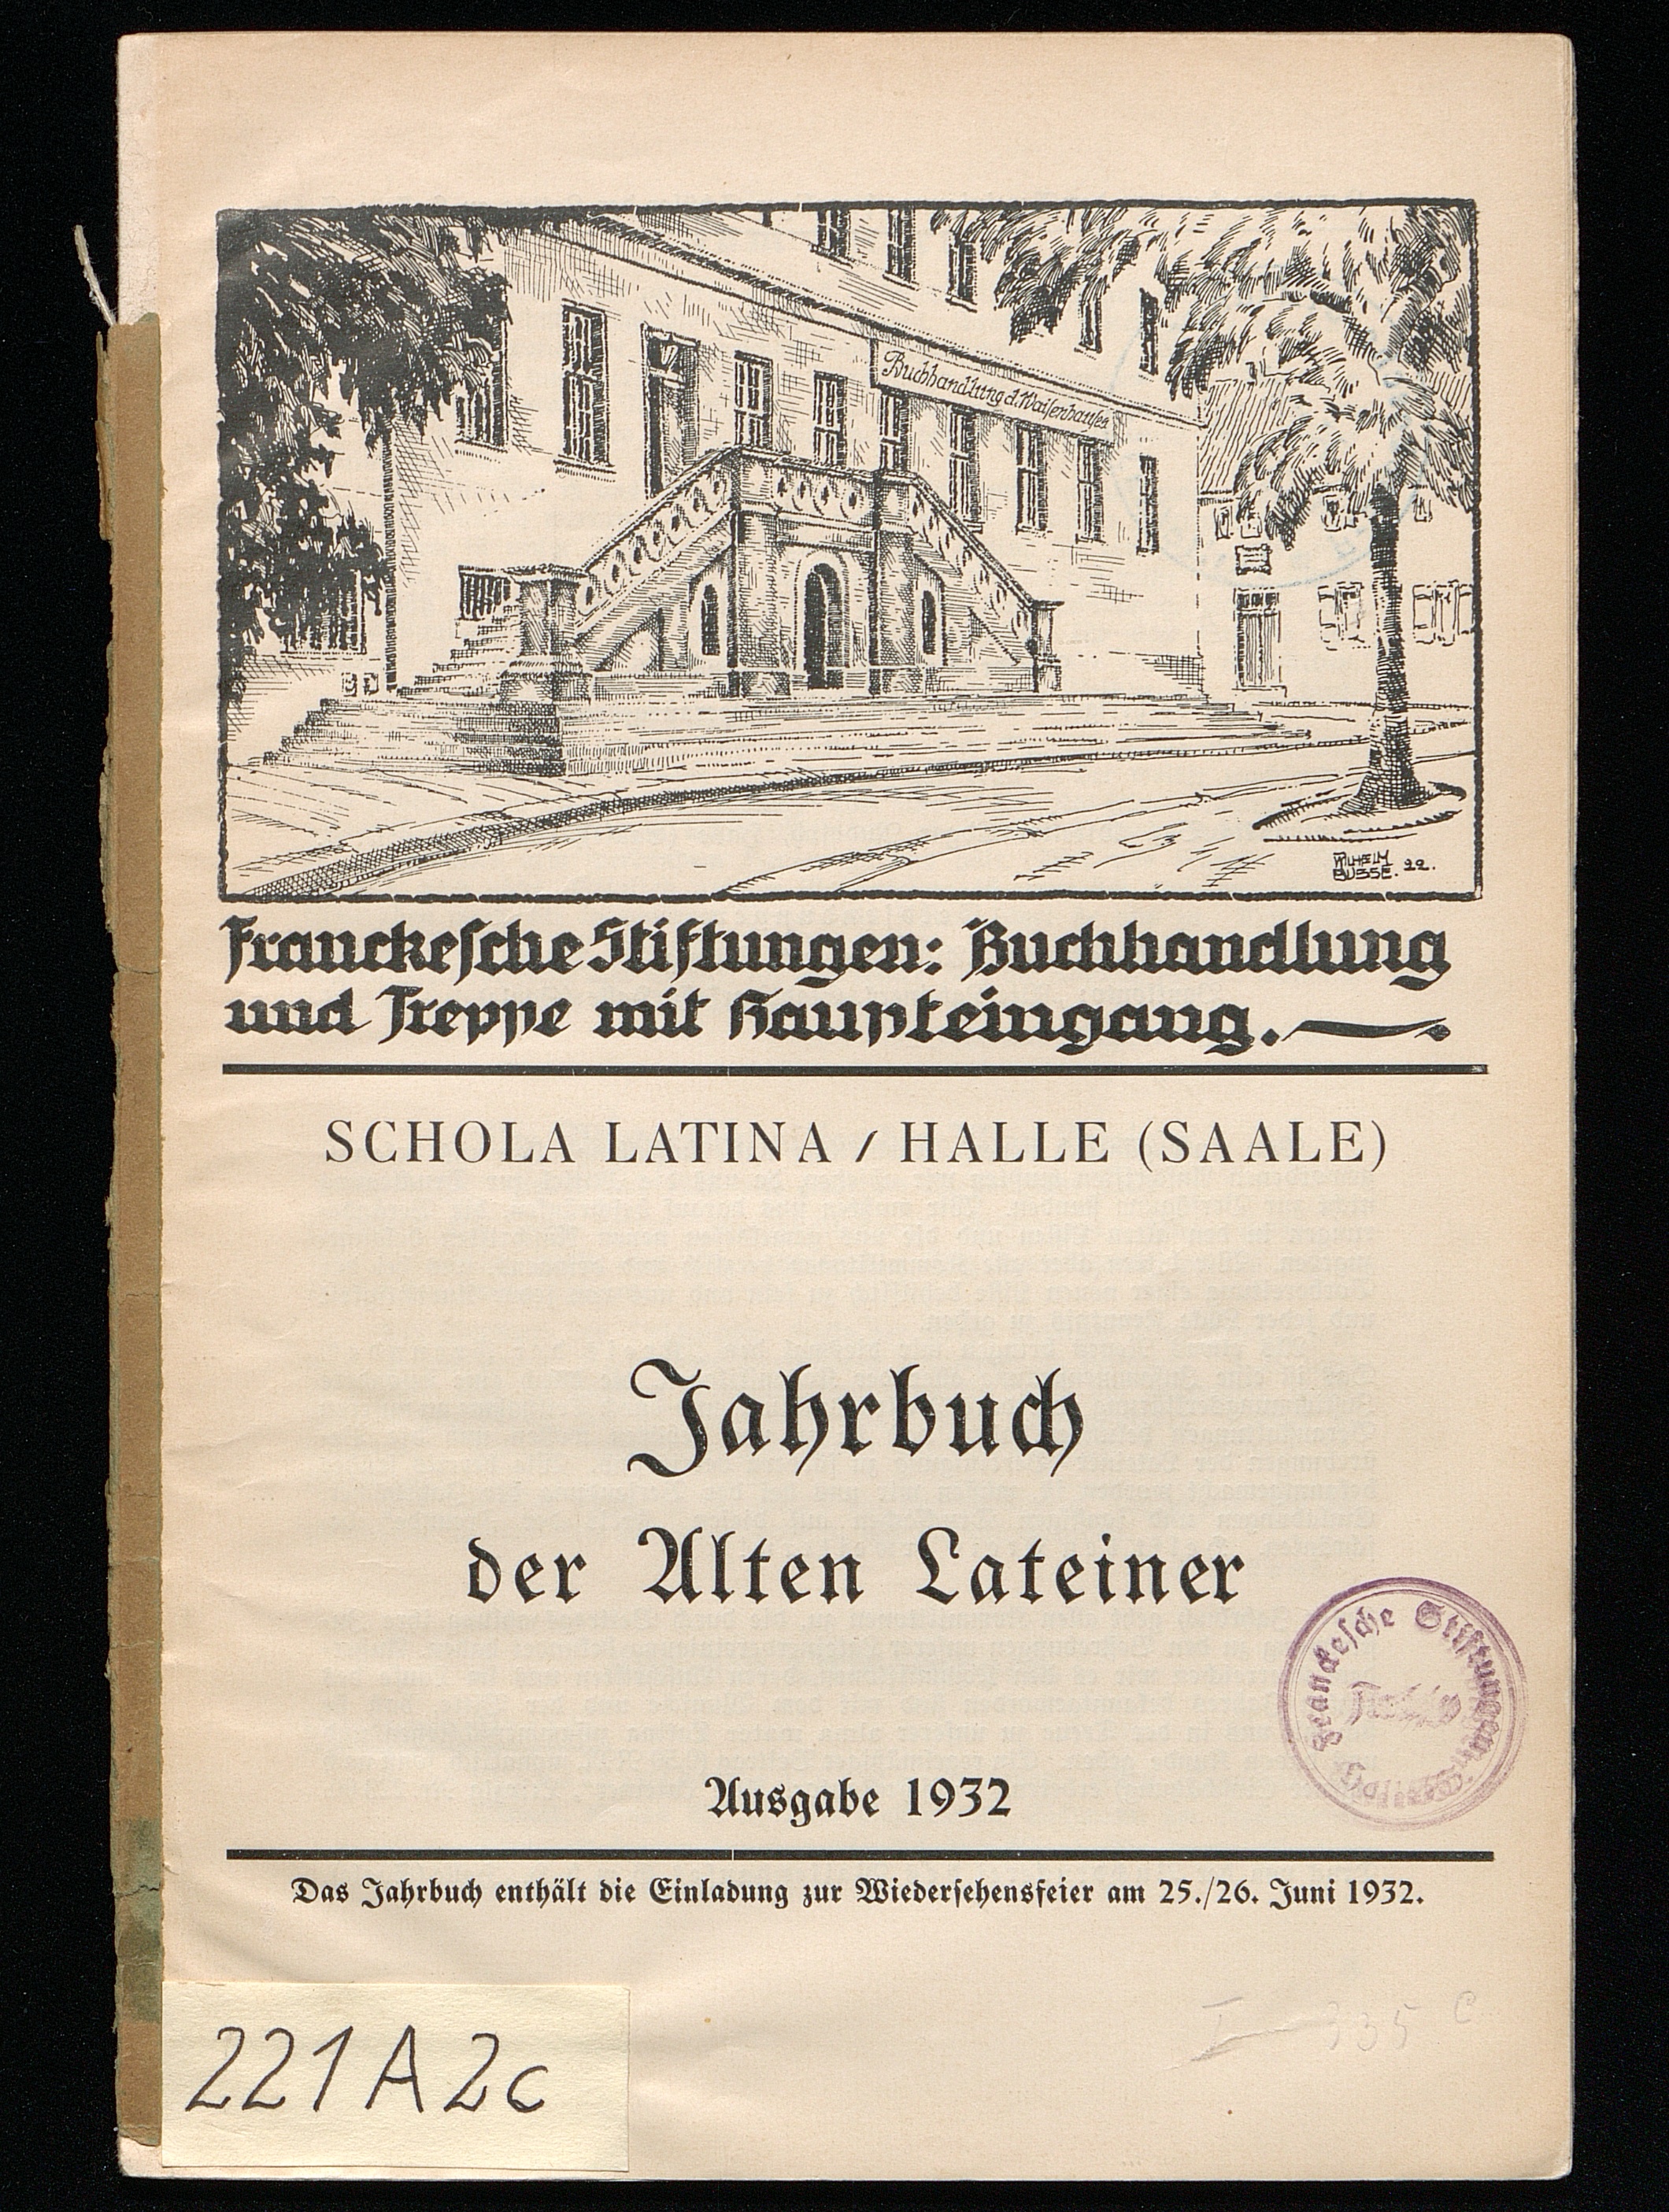 Buchhandlung d. Waisenhauses
WILHELM
BUSSE. 22.
Franckesche Stiftungen: Buchhandlung
und Treppe mit Haupteingang.
SCHOLA LATINA / HALLE (SAALE)
Jahrbuch
der Alten Lateiner
Franckesche Stiftungen
Ausgabe 1932
Das Jahrbuch enthält die Einladung zur Wiedersehensfeier am 25./26. Juni 1932.
335 C
221 A 2c